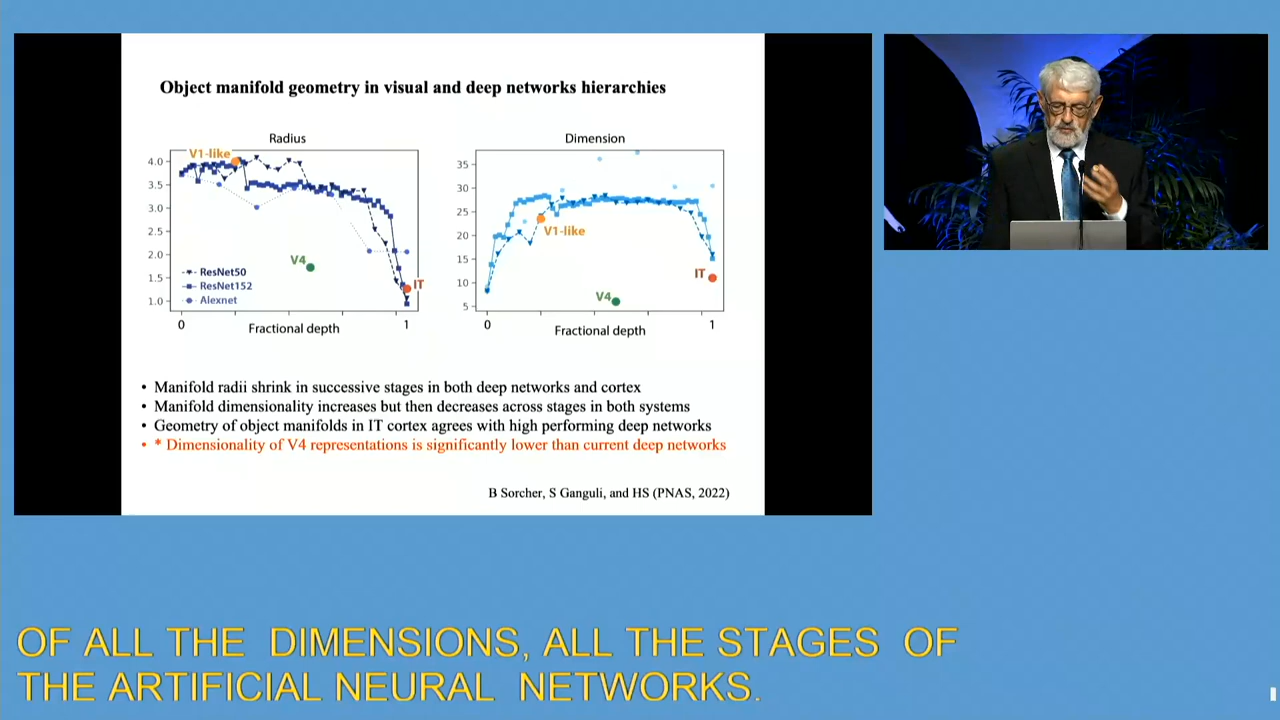 Object manifold geometry in visual and deep networks hierarchies
Radius
4.0
3.5
3.0
2.5
2.0
1.5
1.0
V1-like
V4
IT
ResNet50
ResNet152
Alexnet
0
1
Fractional depth
Dimension
35
30
25
20
15
10
5
V1-like
IT
V4
0
1
Fractional depth
• Manifold radii shrink in successive stages in both deep networks and cortex
• Manifold dimensionality increases but then decreases across stages in both systems
• Geometry of object manifolds in IT cortex agrees with high performing deep networks
• * Dimensionality of V4 representations is significantly lower than current deep networks
B Sorcher, S Ganguli, and HS (PNAS, 2022)
OF ALL THE DIMENSIONS, ALL THE STAGES OF
THE ARTIFICIAL NEURAL NETWORKS.